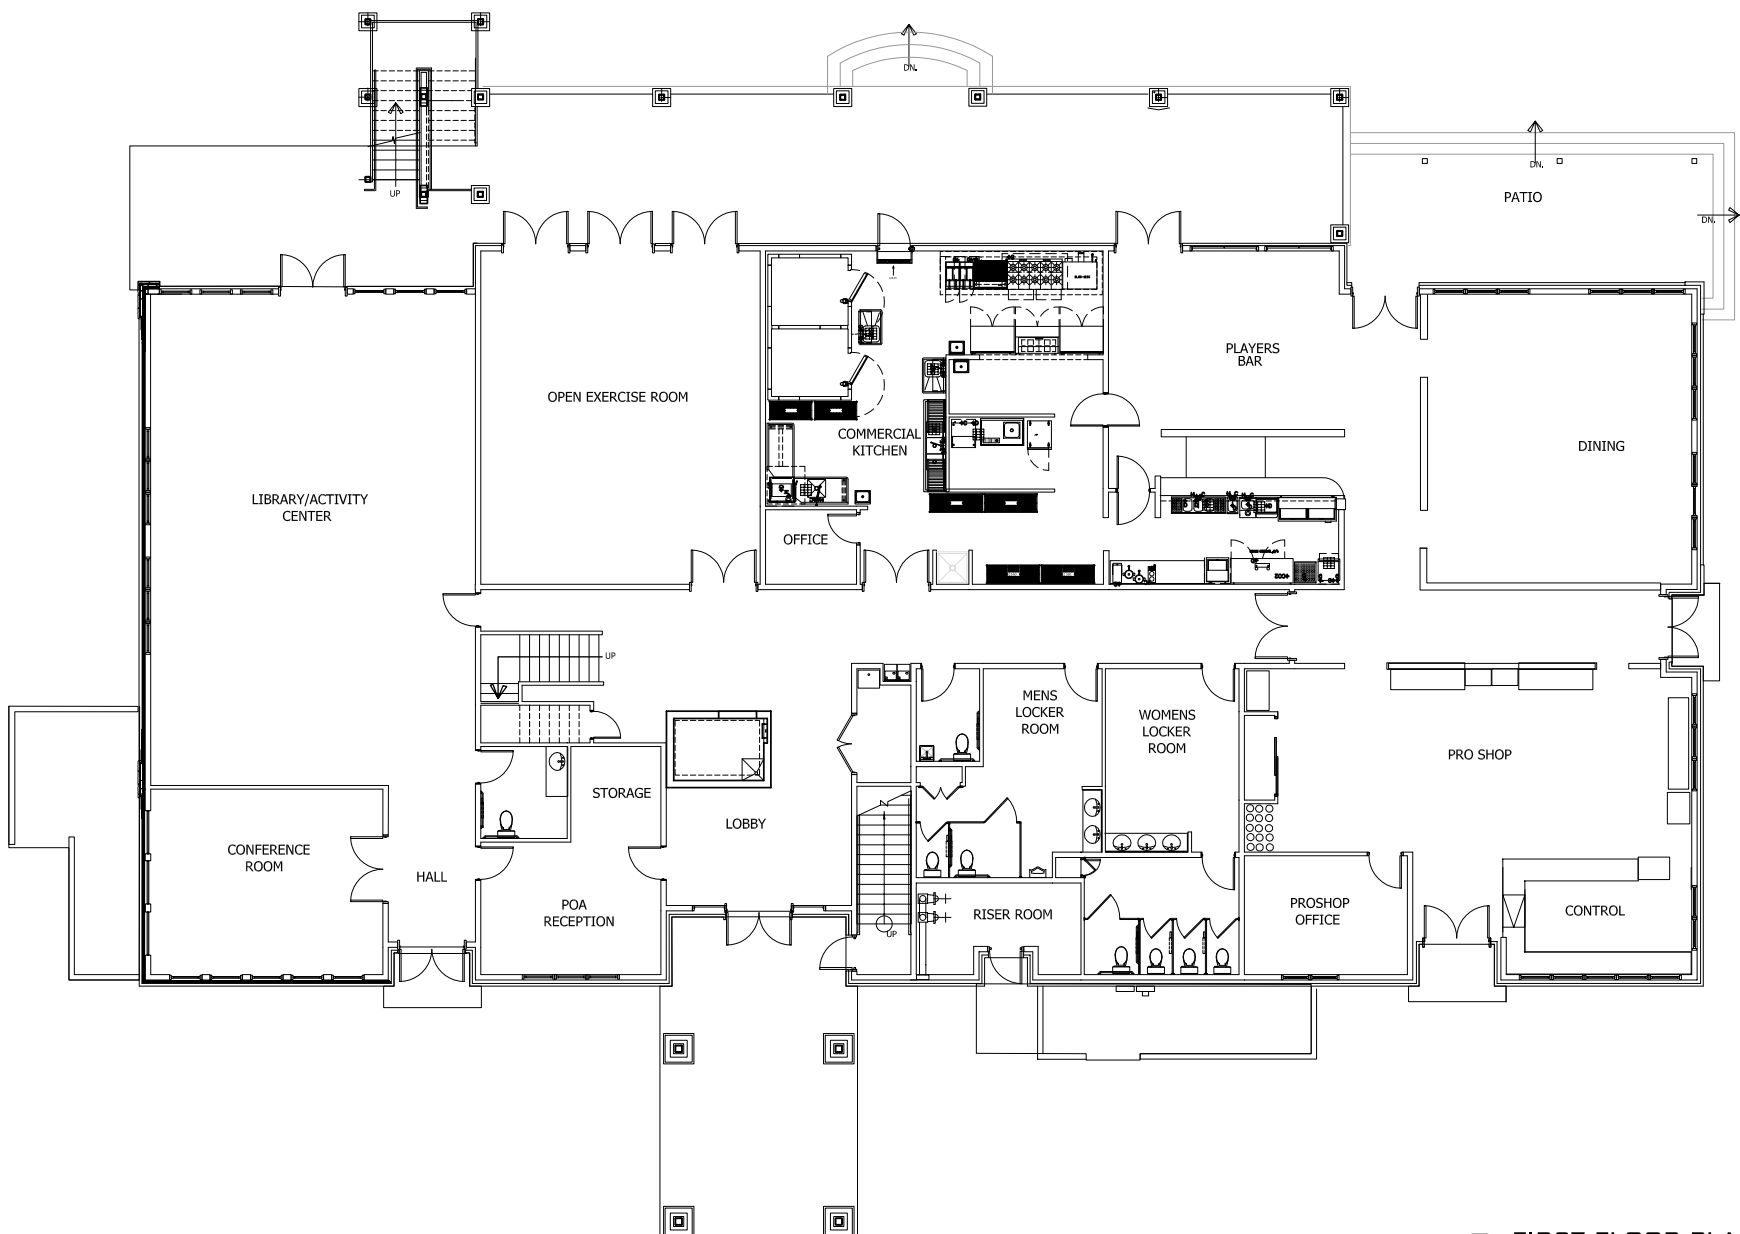 DN.
DN.
UP
PATIO
DN.
PLAYERS
BAR
OPEN EXERCISE ROOM
COMMERCIAL
KITCHEN
DINING
LIBRARY/ACTIVITY
CENTER
OFFICE
UP
MENS
LOCKER
ROOM
WOMENS
LOCKER
ROOM
PRO SHOP
STORAGE
LOBBY
CONFERENCE
ROOM
HALL
POA
RECEPTION
RISER ROOM
PROSHOP
OFFICE
CONTROL
UP